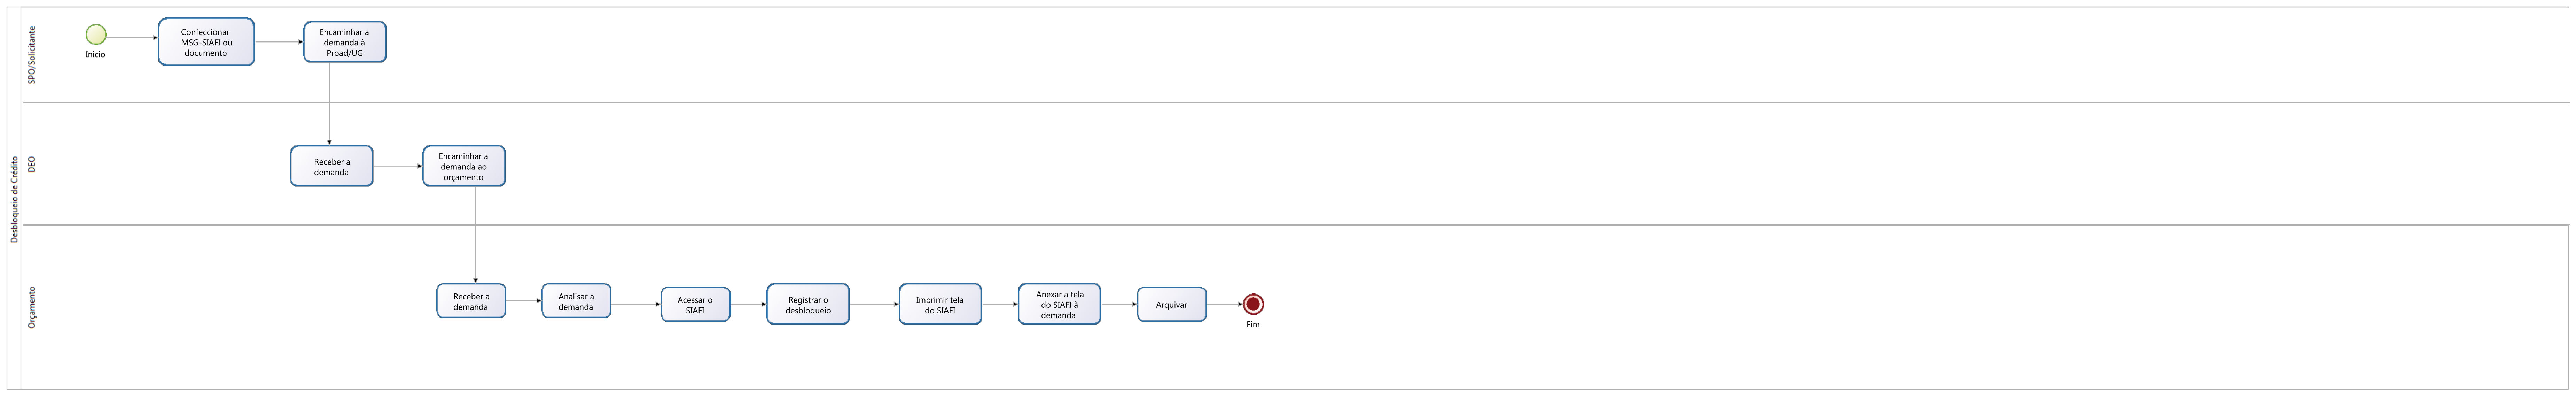 Desbloqueio de Crédito
SPO/Solicitante
Inicio
Confeccionar
MSG-SIAFI ou
documento
Encaminhar a
demanda à
Proad/UG
DEO
Receber a
demanda
Encaminhar a
demanda ao
orçamento
Orçamento
Receber a
demanda
Analisar a
demanda
Acessar o
SIAFI
Registrar o
desbloqueio
Imprimir tela
do SIAFI
Anexar a tela
do SIAFI à
demanda
Arquivar
Fim